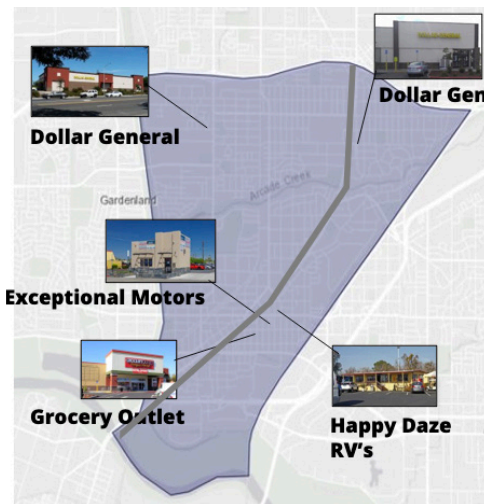 Dollar General
Dollar Gen
Gardenland
Arcade Creek
Exceptional Motors
Grocery Outlet
Happy Daze
RV's